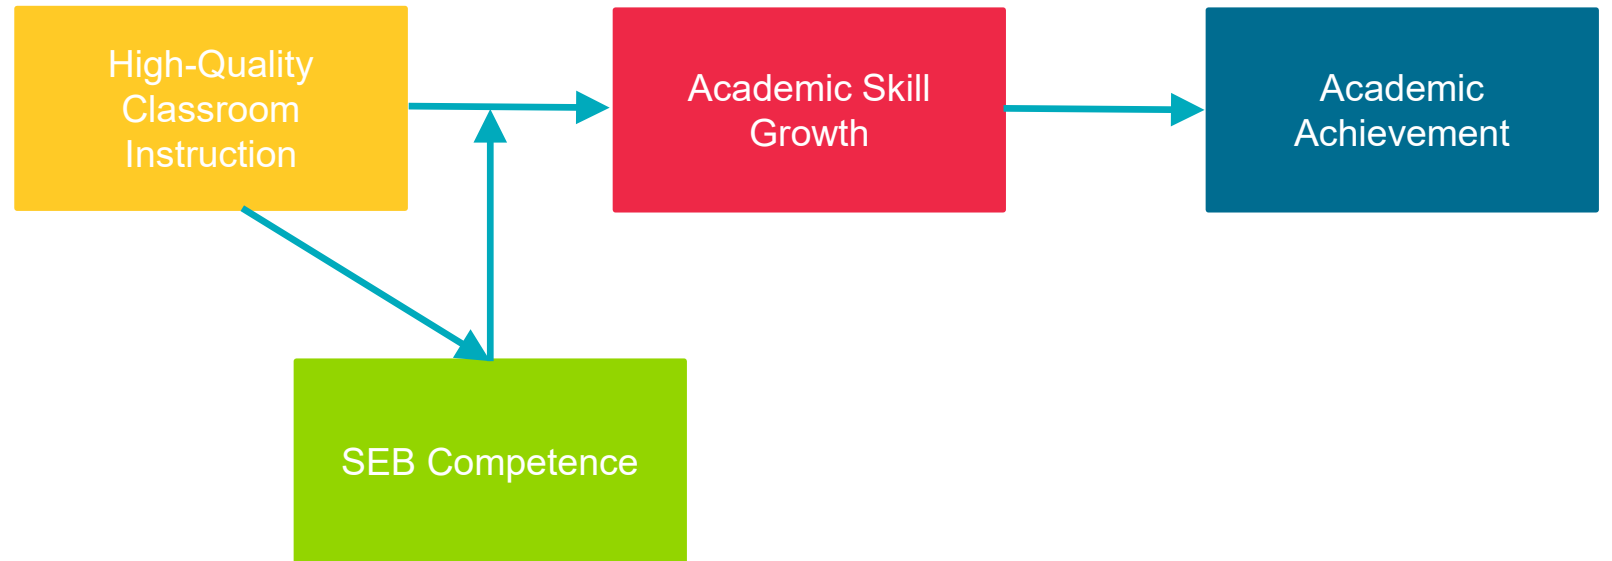 High-Quality
Classroom
Instruction
Academic Skill
Growth
Academic
Achievement
SEB Competence